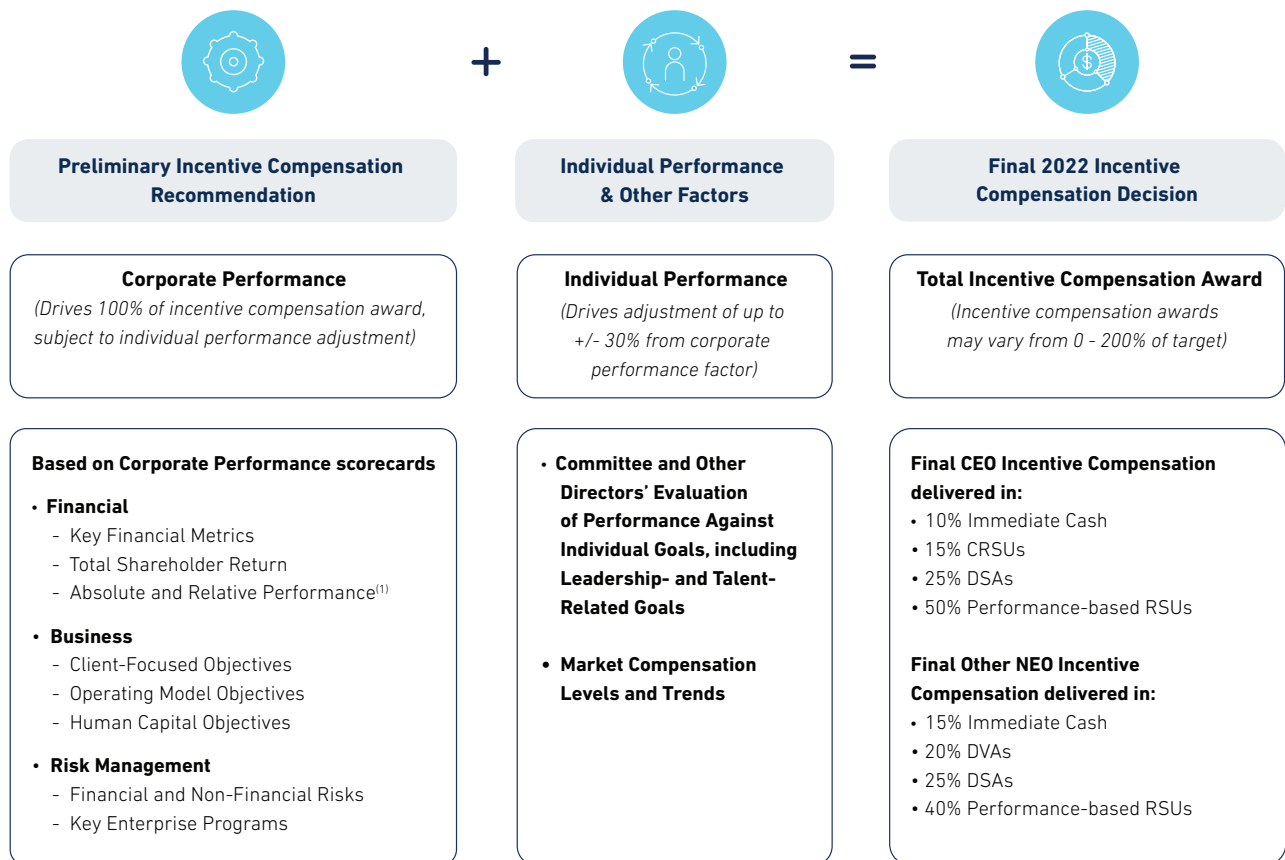 +
=
$
Preliminary Incentive Compensation
Recommendation
Individual Performance
& Other Factors
Final 2022 Incentive
Compensation Decision
Corporate Performance
(Drives 100% of incentive compensation award,
subject to individual performance adjustment)
Individual Performance
(Drives adjustment of up to
+/- 30% from corporate
performance factor)
Total Incentive Compensation Award
(Incentive compensation awards
may vary from 0 - 200% of target)
Based on Corporate Performance scorecards
• Financial
- Key Financial Metrics
- Total Shareholder Return
- Absolute and Relative Performance(1)
• Business
- Client-Focused Objectives
- Operating Model Objectives
- Human Capital Objectives
• Risk Management
- Financial and Non-Financial Risks
- Key Enterprise Programs
• Committee and Other
Directors’ Evaluation
of Performance Against
Individual Goals, including
Leadership- and Talent-
Related Goals
• Market Compensation
Levels and Trends
Final CEO Incentive Compensation
delivered in:
• 10% Immediate Cash
• 15% CRSUs
• 25% DSAs
• 50% Performance-based RSUs
Final Other NEO Incentive
Compensation delivered in:
• 15% Immediate Cash
• 20% DVAs
• 25% DSAs
• 40% Performance-based RSUs